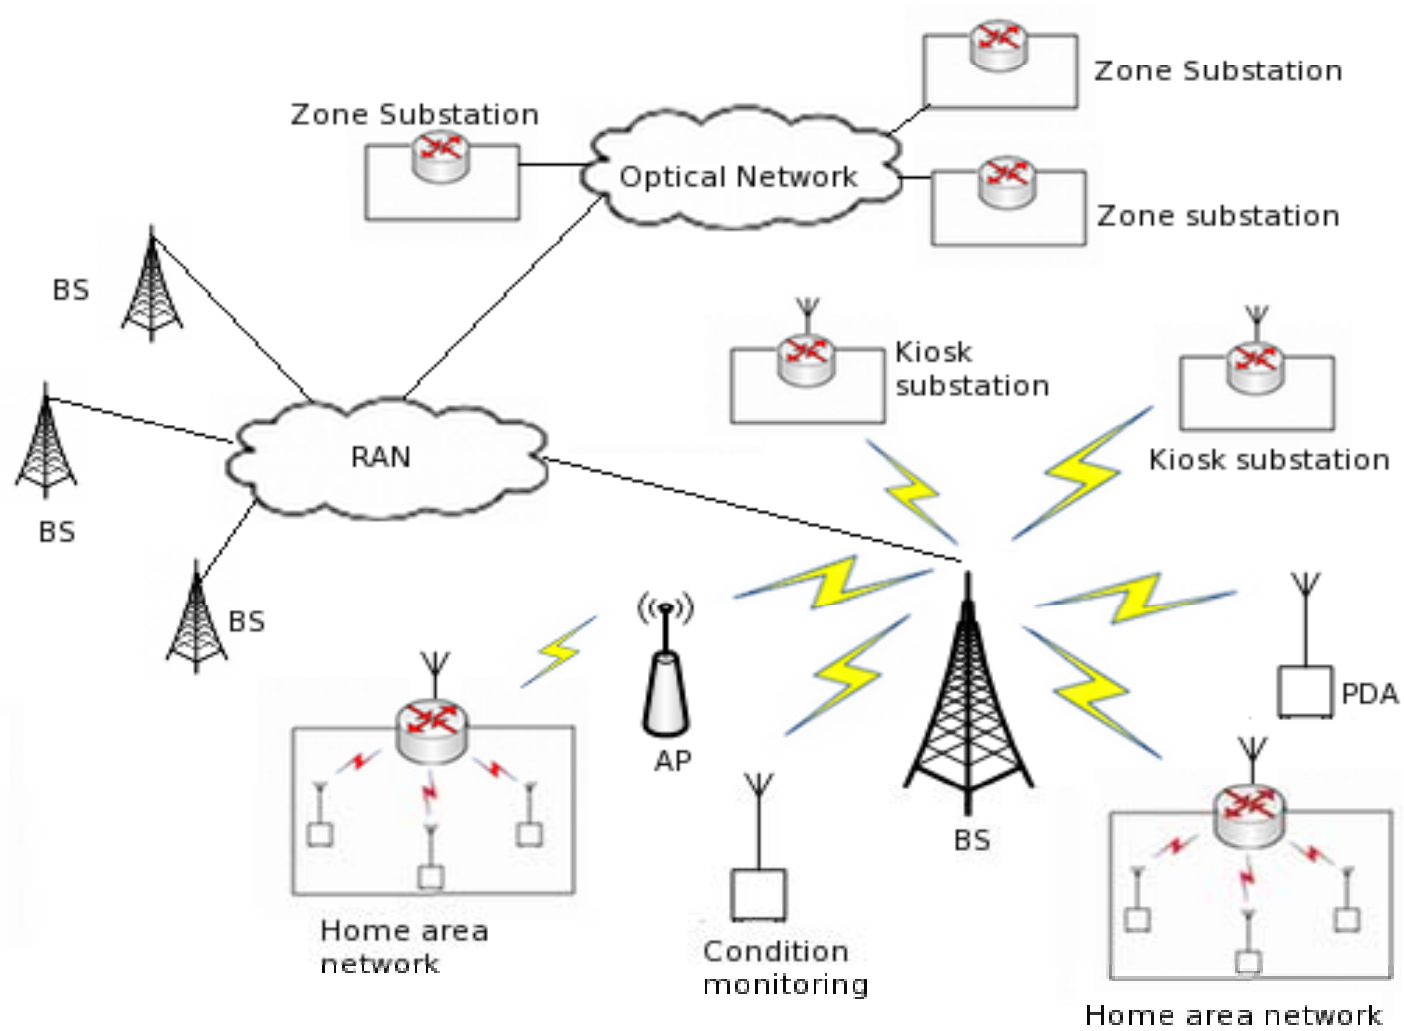 Zone Substation
Zone Substation
Optical Network
Zone substation
BS
Kiosk
substation
Kiosk substation
RAN
BS
BS
PDA
AP
BS
Home area
network
Condition
monitoring
Home area network